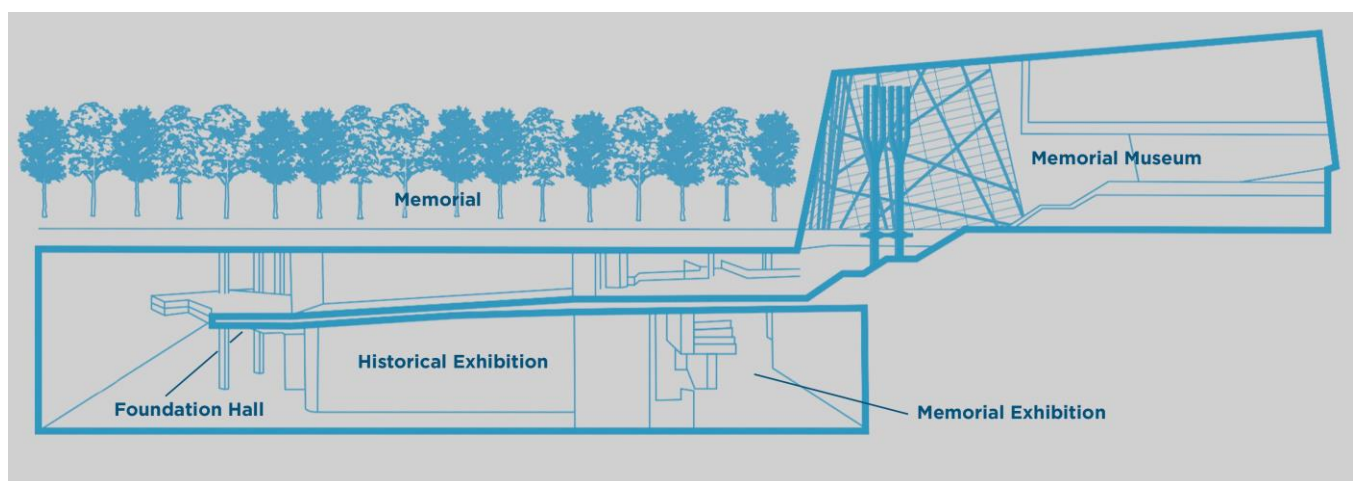 Memorial Museum
Memorial
Historical Exhibition
Foundation Hall
Memorial Exhibition